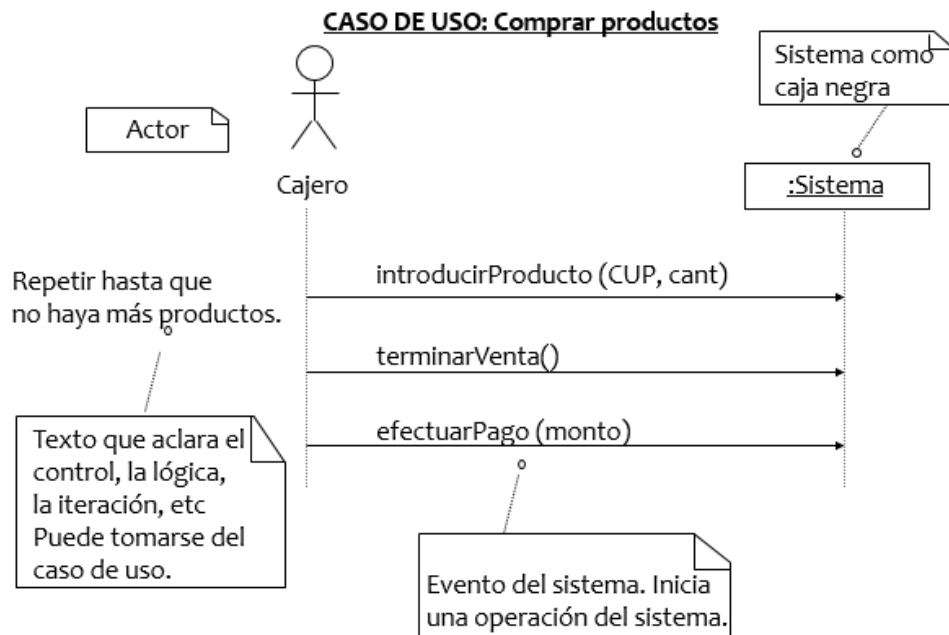 CASO DE USO: Comprar productos
Sistema como
caja negra
Actor
Cajero
:Sistema
introducirProducto (CUP, cant)
Repetir hasta que
no haya más productos.
terminarVenta()
efectuarPago (monto)
Texto que aclara el
control, la lógica,
la iteración, etc
Puede tomarse del
caso de uso.
Evento del sistema. Inicia
una operación del sistema.